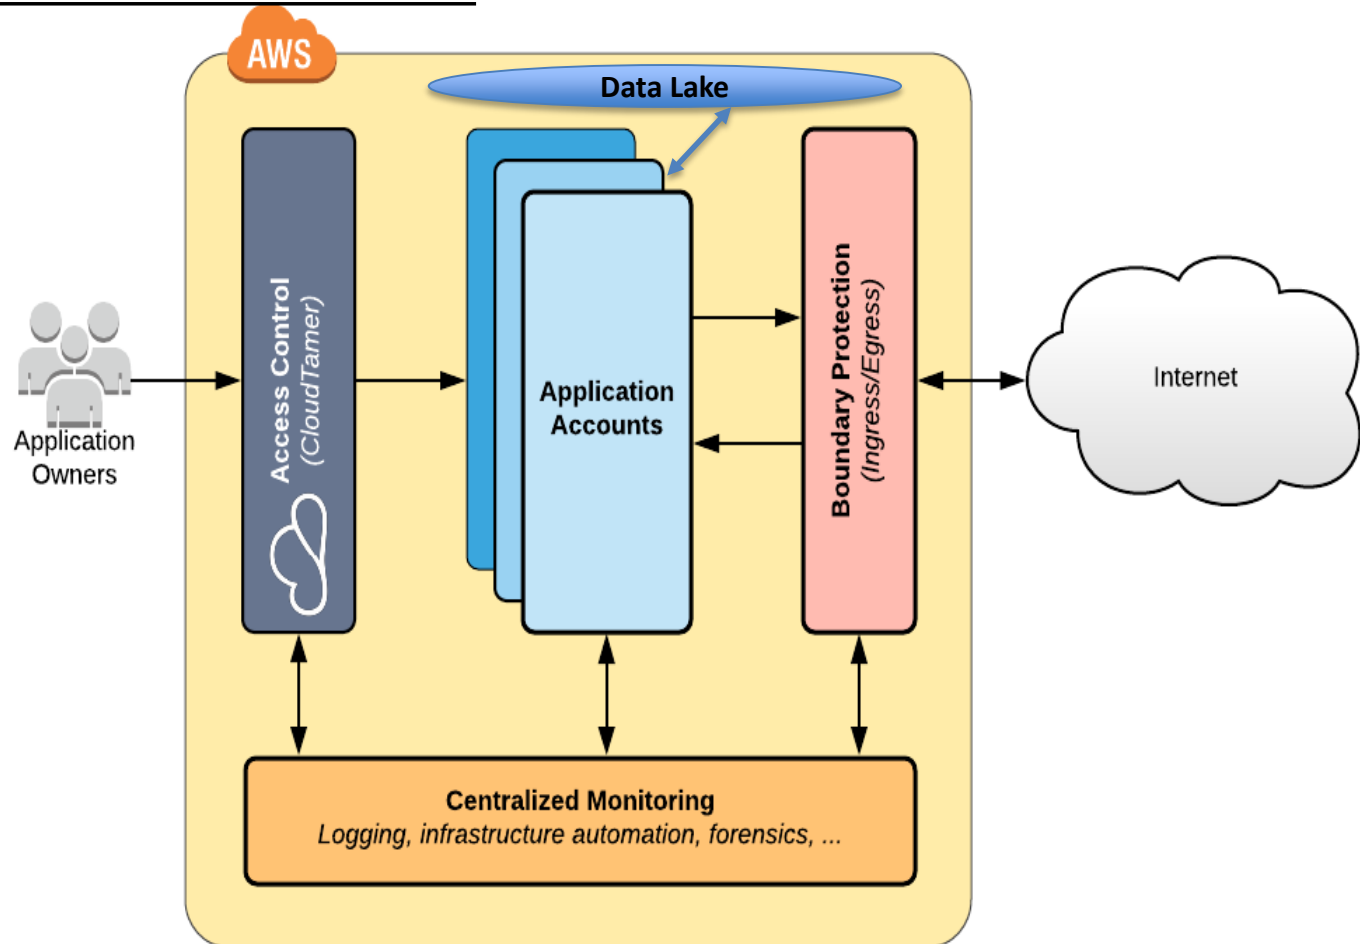 AWS
Data Lake
Access Control
(CloudTamer)
Application
Accounts
Boundary Protection
(Ingress/Egress)
Internet
Application
Owners
Centralized Monitoring
Logging, infrastructure automation, forensics, ...